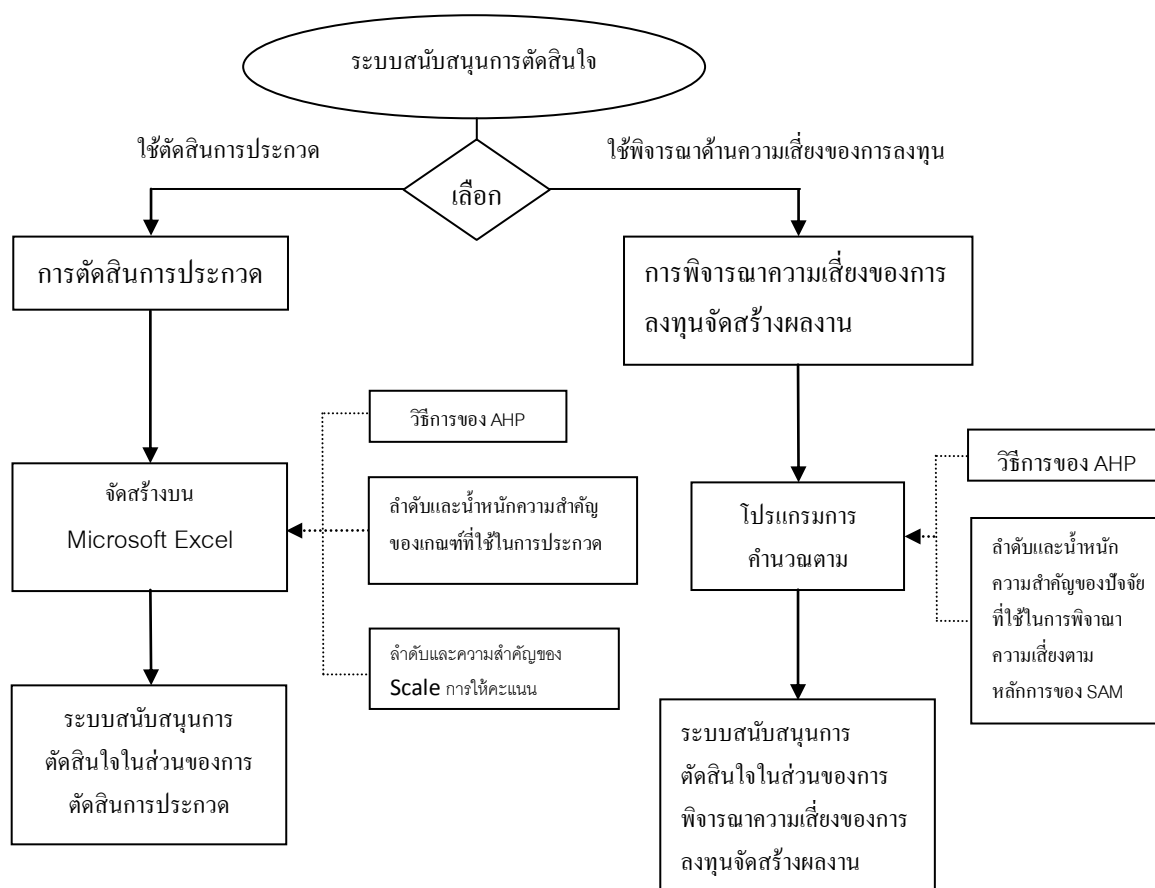 ระบบสนับสนุนการตัดสินใจ
ใช้ตัดสินการประกวด
ใช้พิจารณาด้านความเสี่ยงของการลงทุน
เลือก
การตัดสินการประกวด
การพิจารณาความเสี่ยงของการ
ลงทุนจัดสร้างผลงาน
วิธีการของ AHP
จัดสร้างบน
Microsoft Excel
ลำดับและน้ำหนักความสำคัญ
ของเกณฑ์ที่ใช้ในการประกวด
ลำดับและความสำคัญของ
Scale การให้คะแนน
โปรแกรมการ
คำนวณตาม
วิธีการของ AHP
ลำดับและน้ำหนัก
ความสำคัญของปัจจัย
ที่ใช้ในการพิจาณา
ความเสี่ยงตาม
หลักการของ SAM
ระบบสนับสนุนการ
ตัดสินใจในส่วนของการ
ตัดสินการประกวด
ระบบสนับสนุนการ
ตัดสินใจในส่วนของการ
พิจารณาความเสี่ยงของการ
ลงทุนจัดสร้างผลงาน